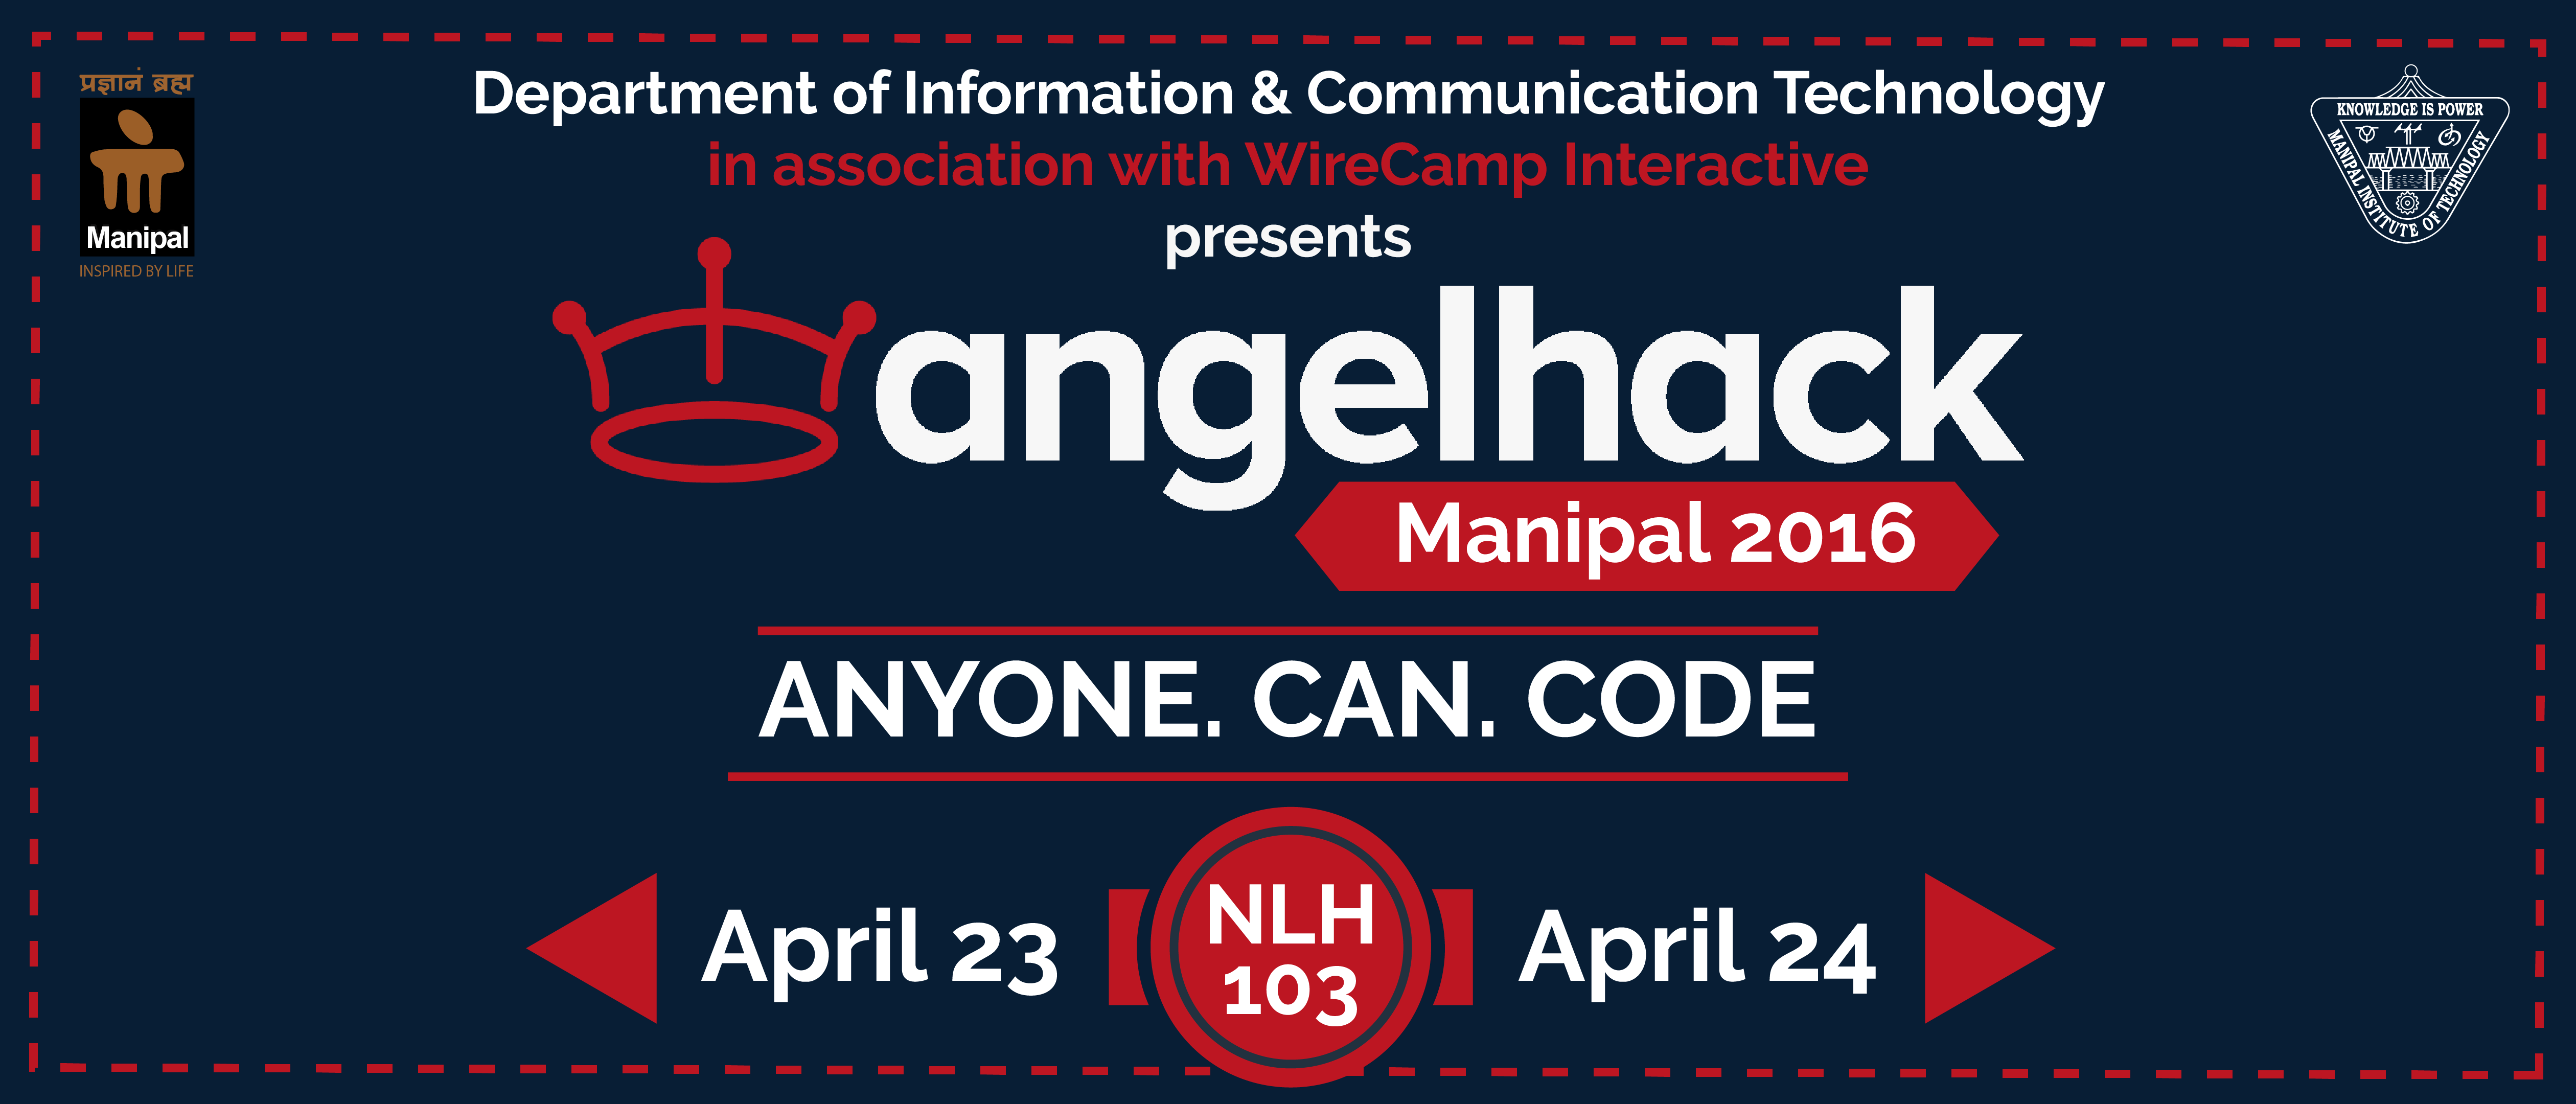 प्रज्ञानं ब्रह्म
Manipal
INSPIRED BY LIFE
Department of Information & Communication Technology
in association with WireCamp Interactive
presents
KNOWLEDGE IS POWER
MANIPAL INSTITUTE OF TECHNOLOGY
angelhack
Manipal 2016
ANYONE. CAN. CODE
April 23
NLH
103
April 24